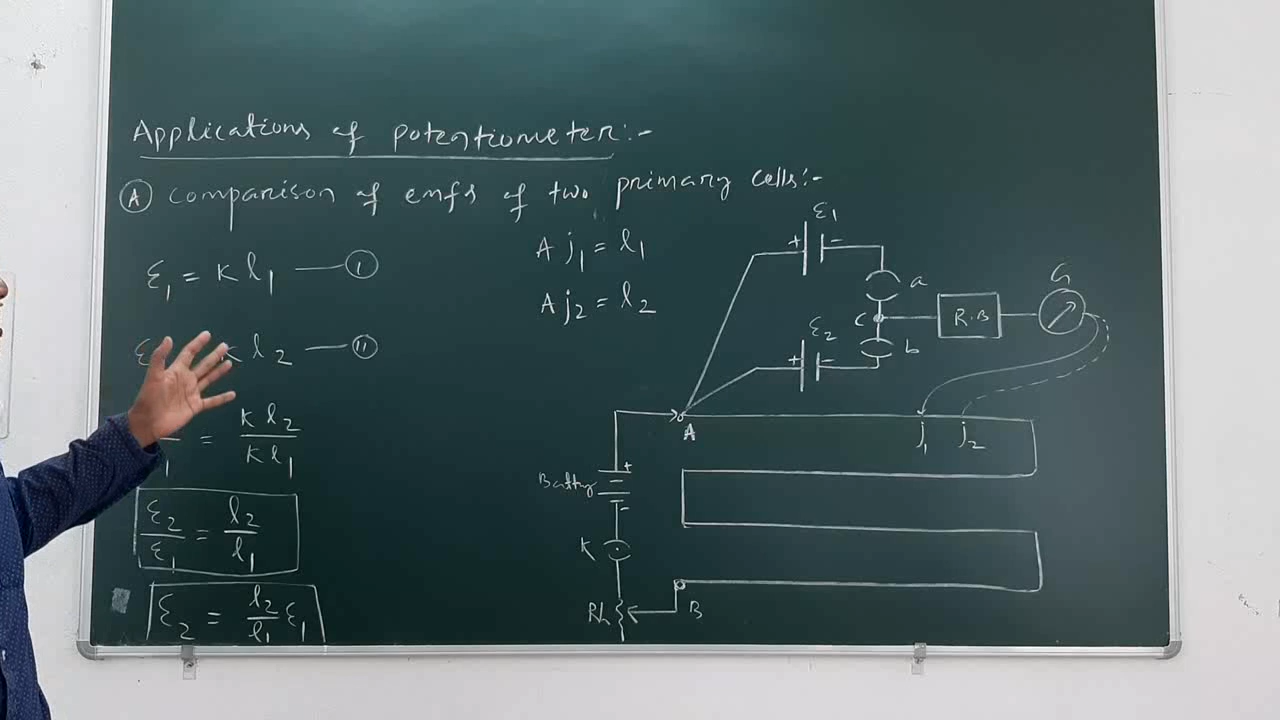 Applications of potentiometer:-
Ⓐ Comparison of emfs of two primary cells:-
ε₁ = K l₁ — ①
K l₂ — ⑪
= K l₂ / K l₁
ε₂/ε₁ = l₂/l₁
ε₂ = l₂/l₁ ε₁
A j₁ = l₁
A j₂ = l₂
ε₁
+ -
a
G
C
R.B
ε₂
+ -
b
A
j₁ j₂
+
Battry
-
K
Rh
B